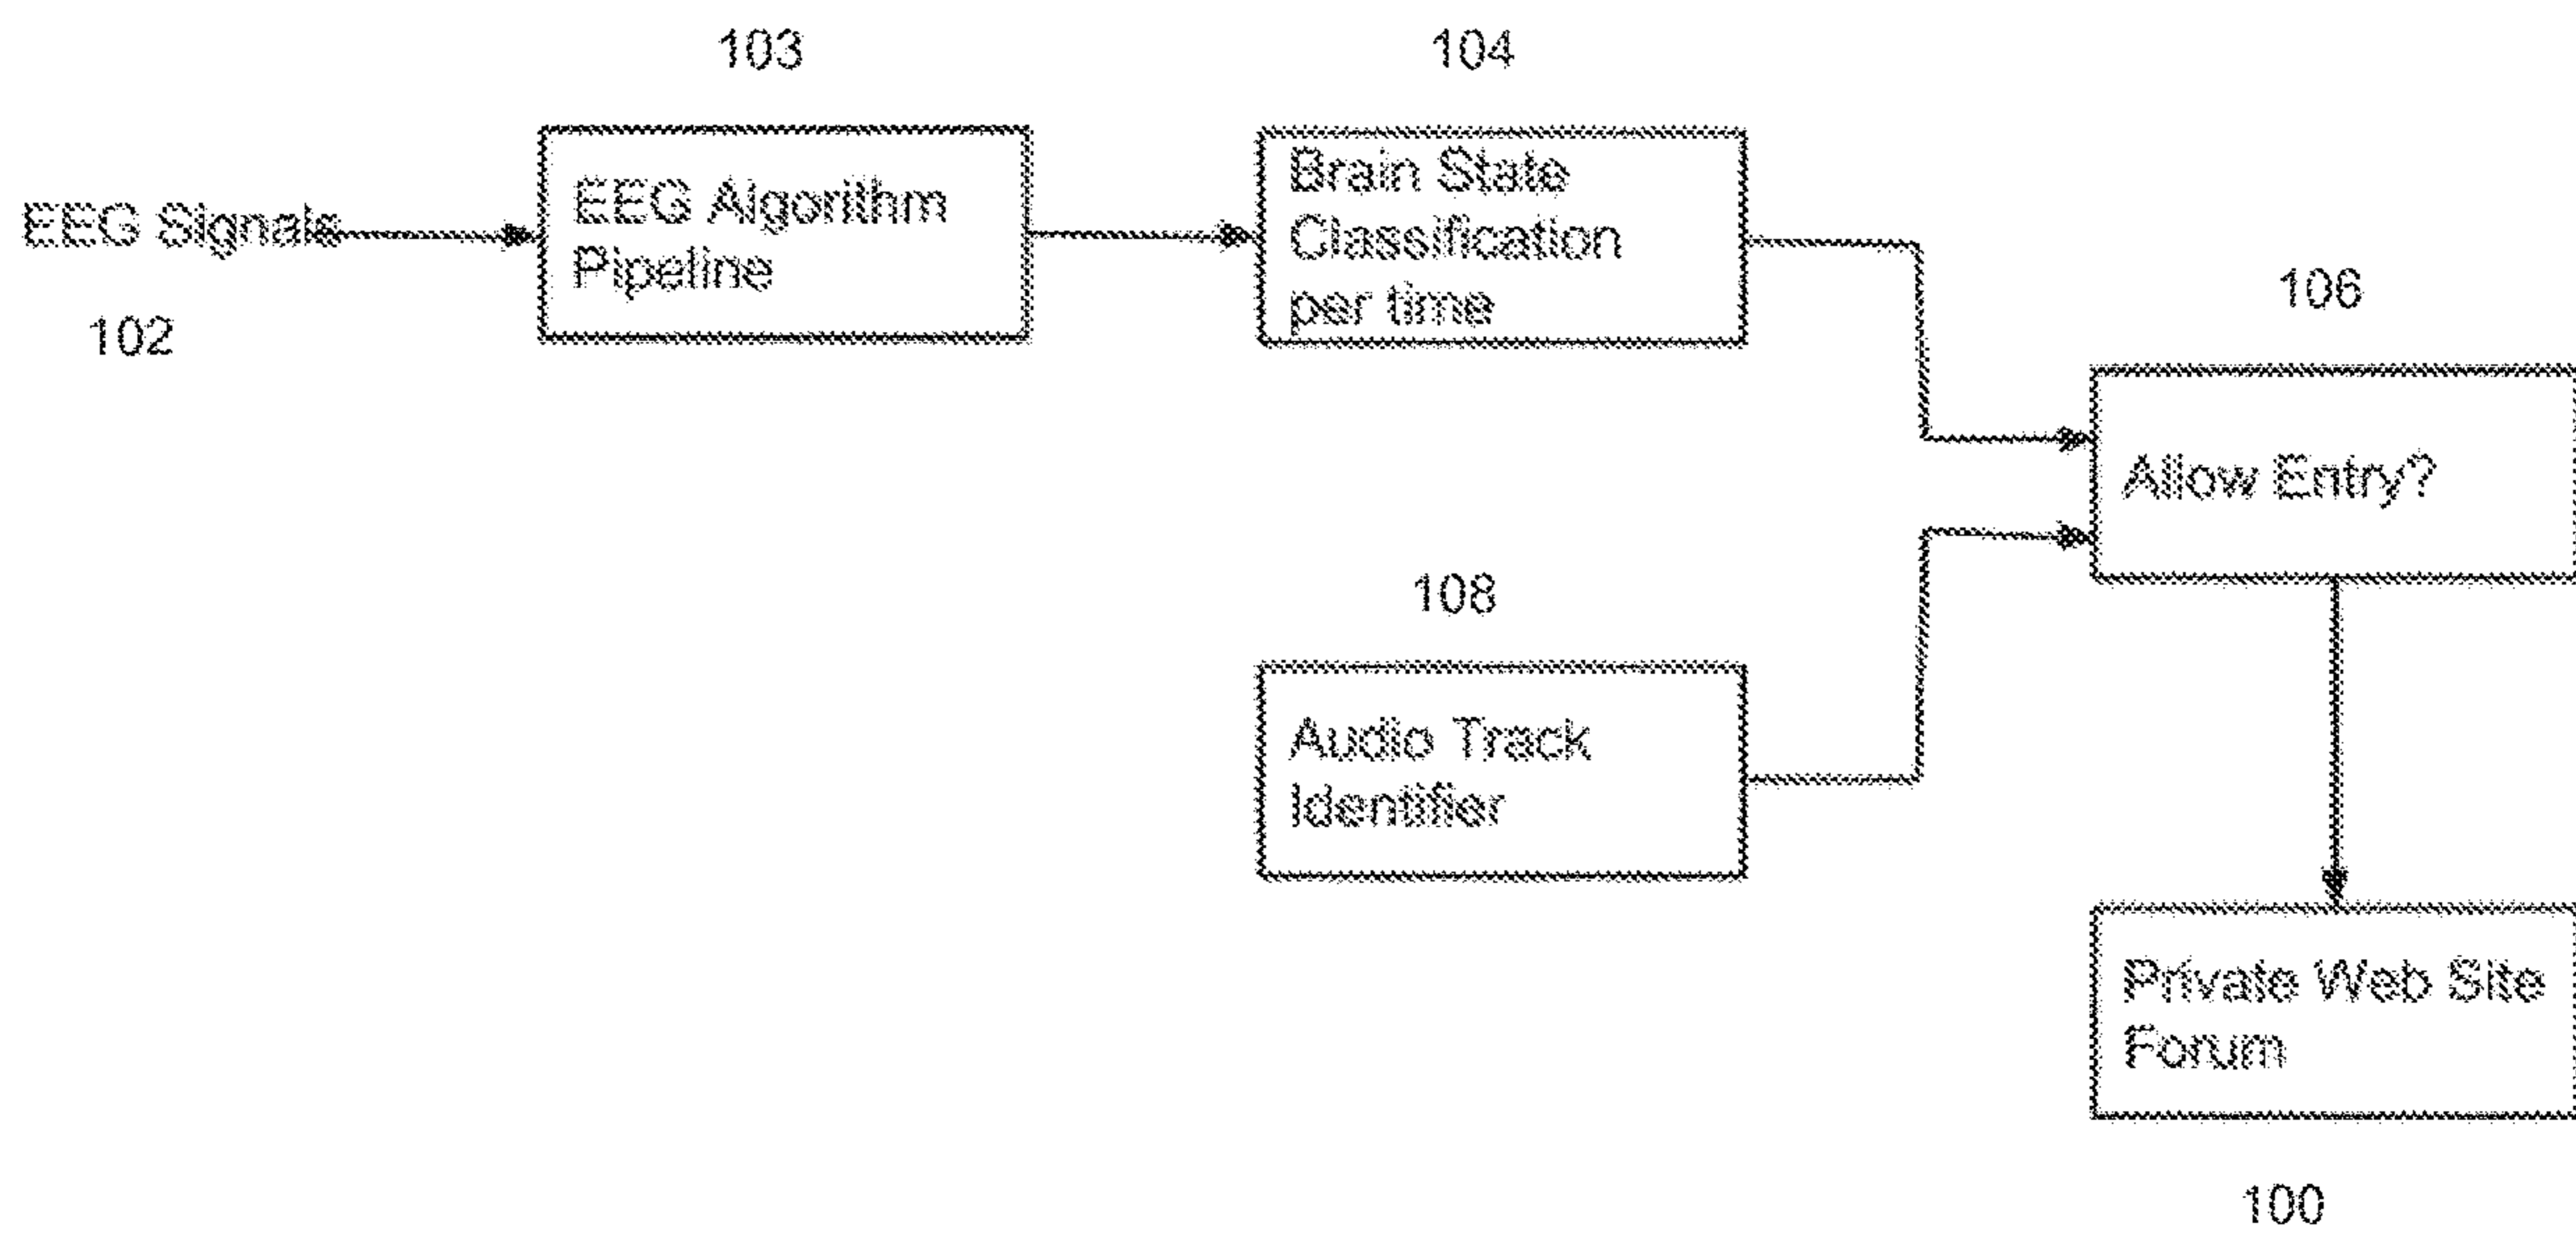 103
104
EEG Signals
EEG Algorithm
Pipeline
Brain State
Classification
per time
102
106
Allow Entry?
108
Audio Track
Identifier
Private Web Site
Forum
100